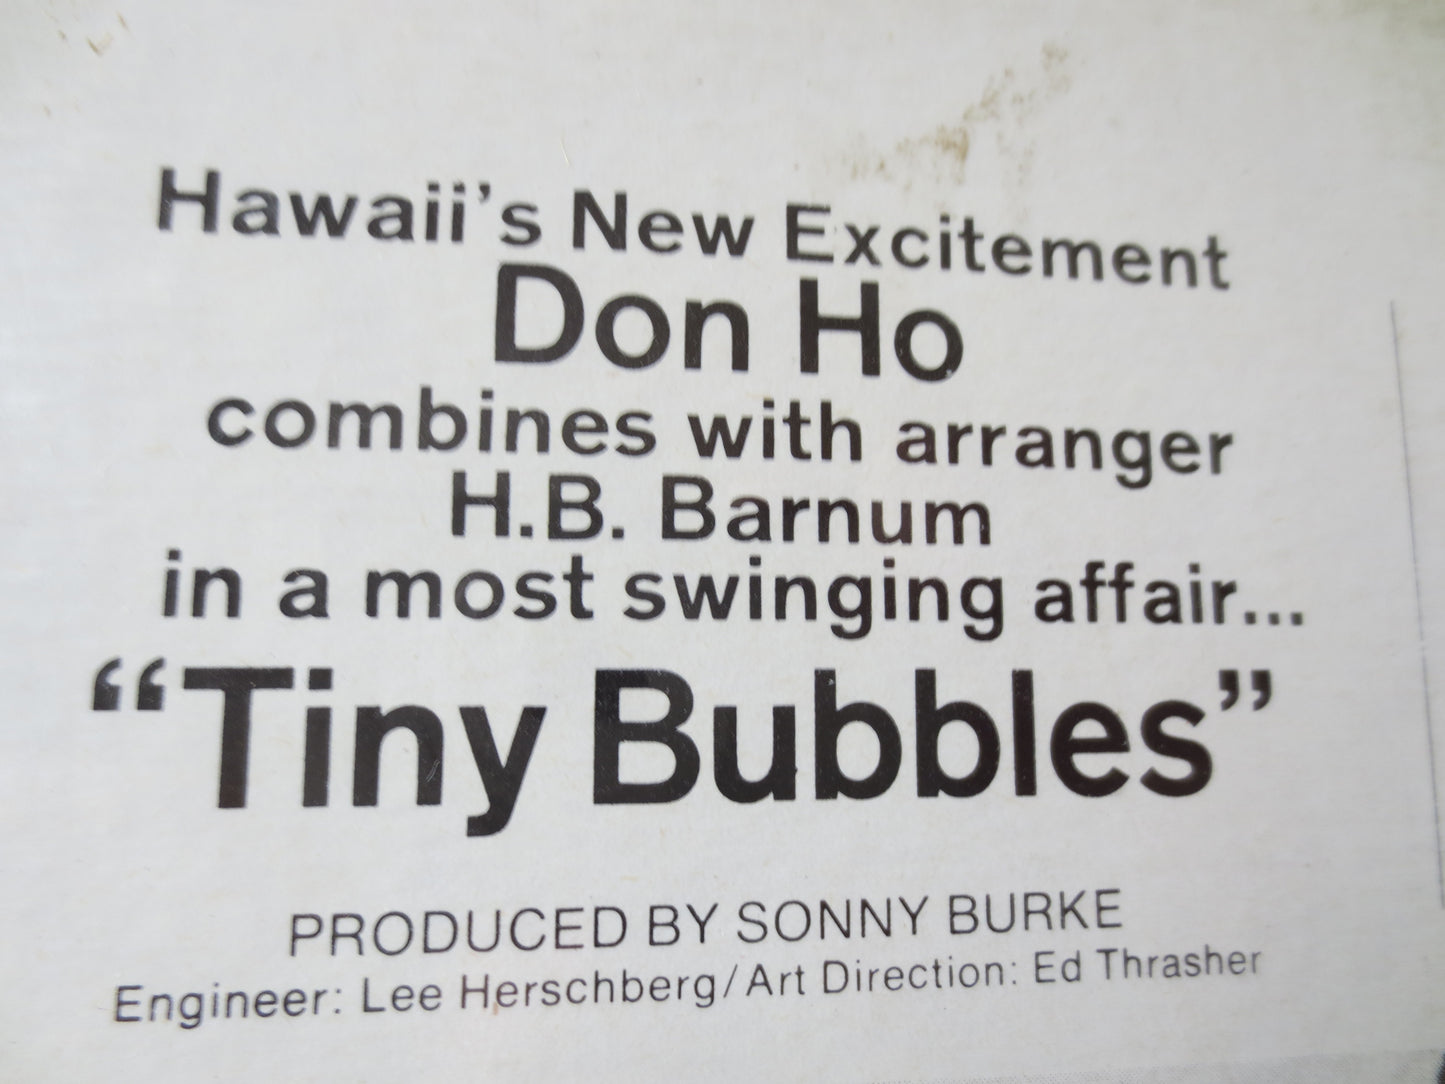 Hawaii’s New Excitement
Don Ho
combines with arranger
H.B. Barnum
in a most swinging affair...
“Tiny Bubbles”
PRODUCED BY SONNY BURKE
Engineer: Lee Herschberg/Art Direction: Ed Thrasher